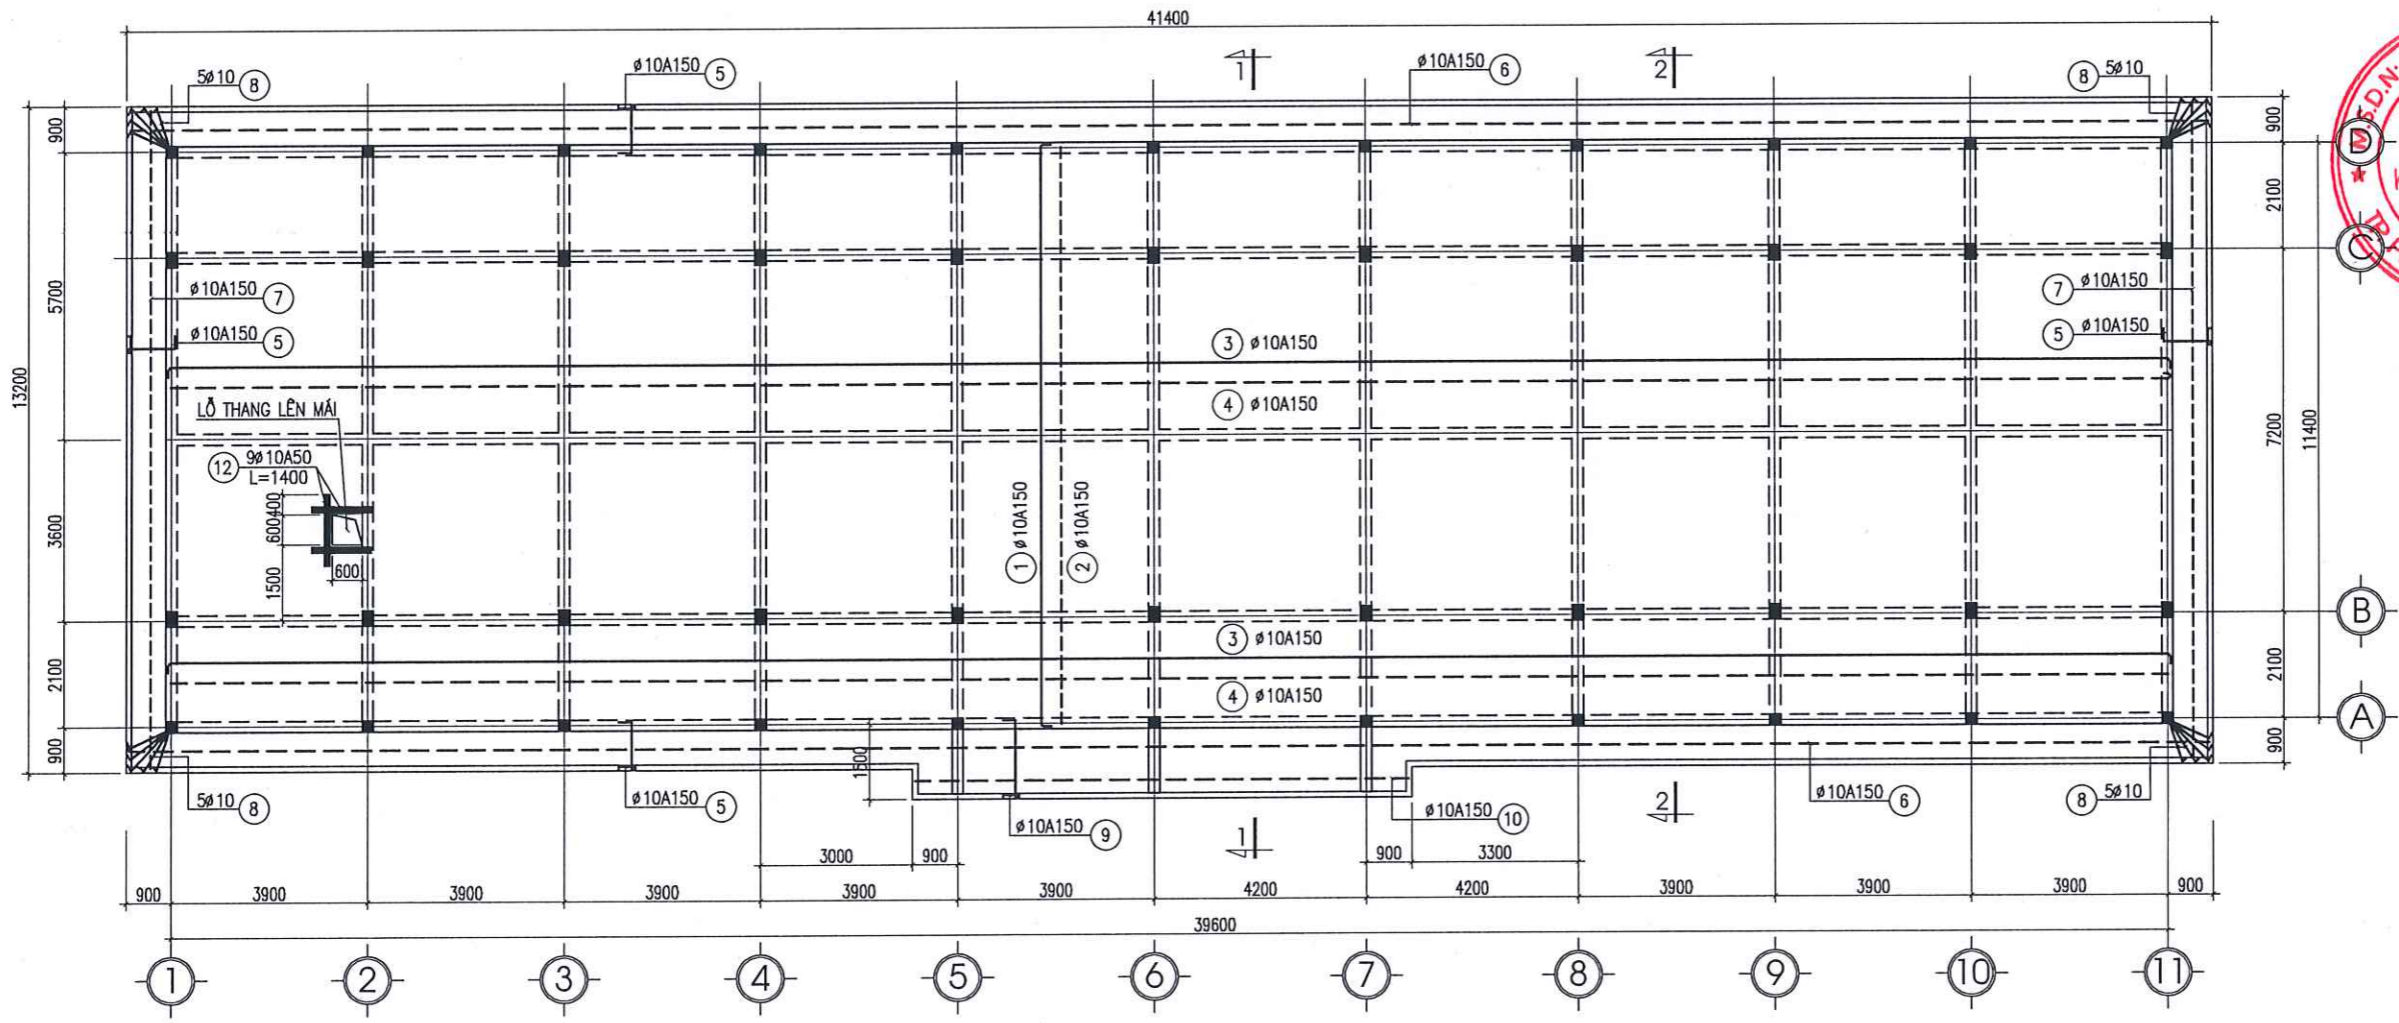 41400
1
2
5ø10 8
ø10A150 5
ø10A150 6
8 5ø10
M.S.D.N.
900
900
D
2100
C
5700
ø10A150 7
ø10A150 5
7 ø10A150
5 ø10A150
3 ø10A150
4 ø10A150
13200
LỖ THANG LÊN MÁI
12 9ø10A50
L=1400
400
600
1500
600
3600
1 ø10A150
2 ø10A150
7200
11400
B
3 ø10A150
4 ø10A150
2100
2100
A
900
900
5ø10 8
ø10A150 5
ø10A150 9
ø10A150 10
ø10A150 6
8 5ø10
1
2
3000
900
900
3300
900
3900
3900
3900
3900
3900
4200
4200
3900
3900
3900
900
39600
1
2
3
4
5
6
7
8
9
10
11